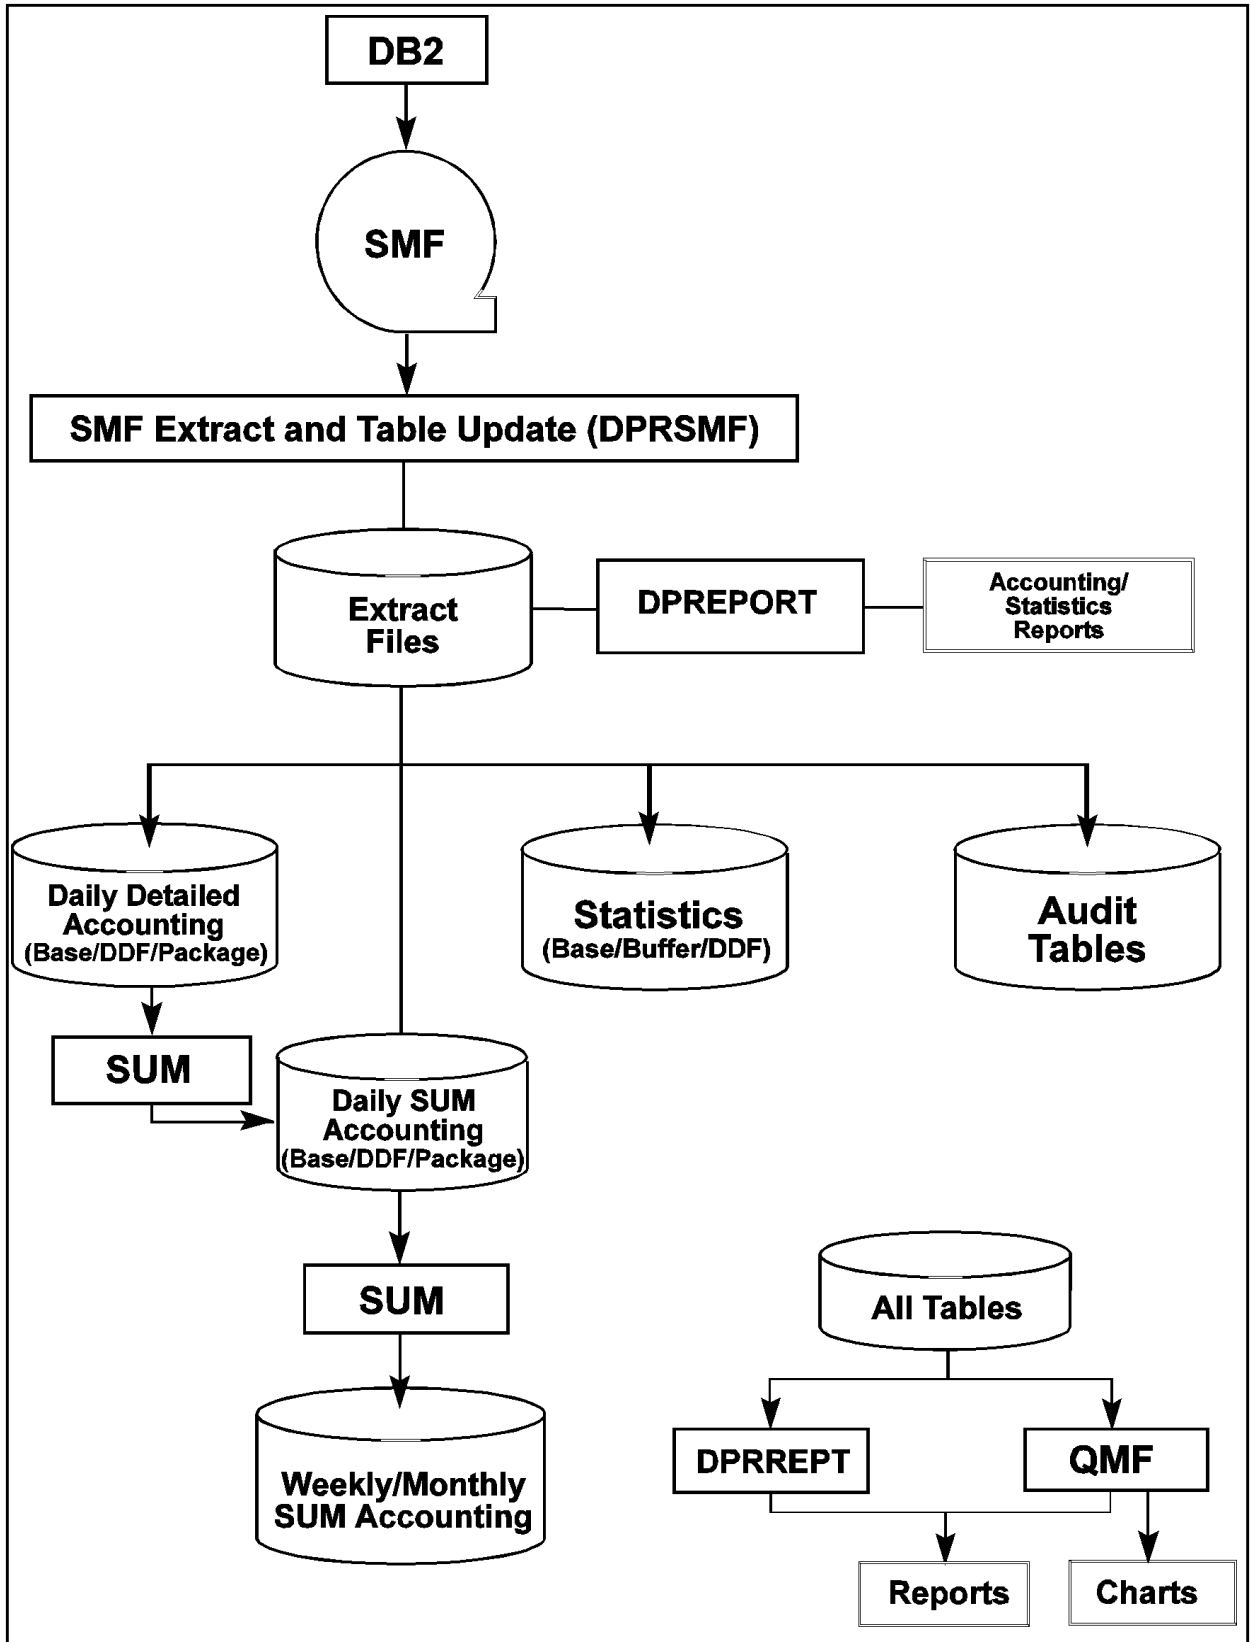 DB2
SMF
SMF Extract and Table Update (DPRSMF)
Extract
Files
DPREPORT
Accounting/
Statistics
Reports
Daily Detailed
Accounting
(Base/DDF/Package)
Statistics
(Base/Buffer/DDF)
Audit
Tables
SUM
Daily SUM
Accounting
(Base/DDF/Package)
SUM
All Tables
Weekly/Monthly
SUM Accounting
DPRREPT
QMF
Reports
Charts